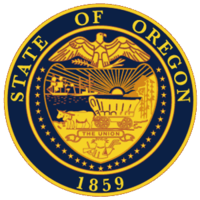 STATE OF OREGON
THE UNION
1859